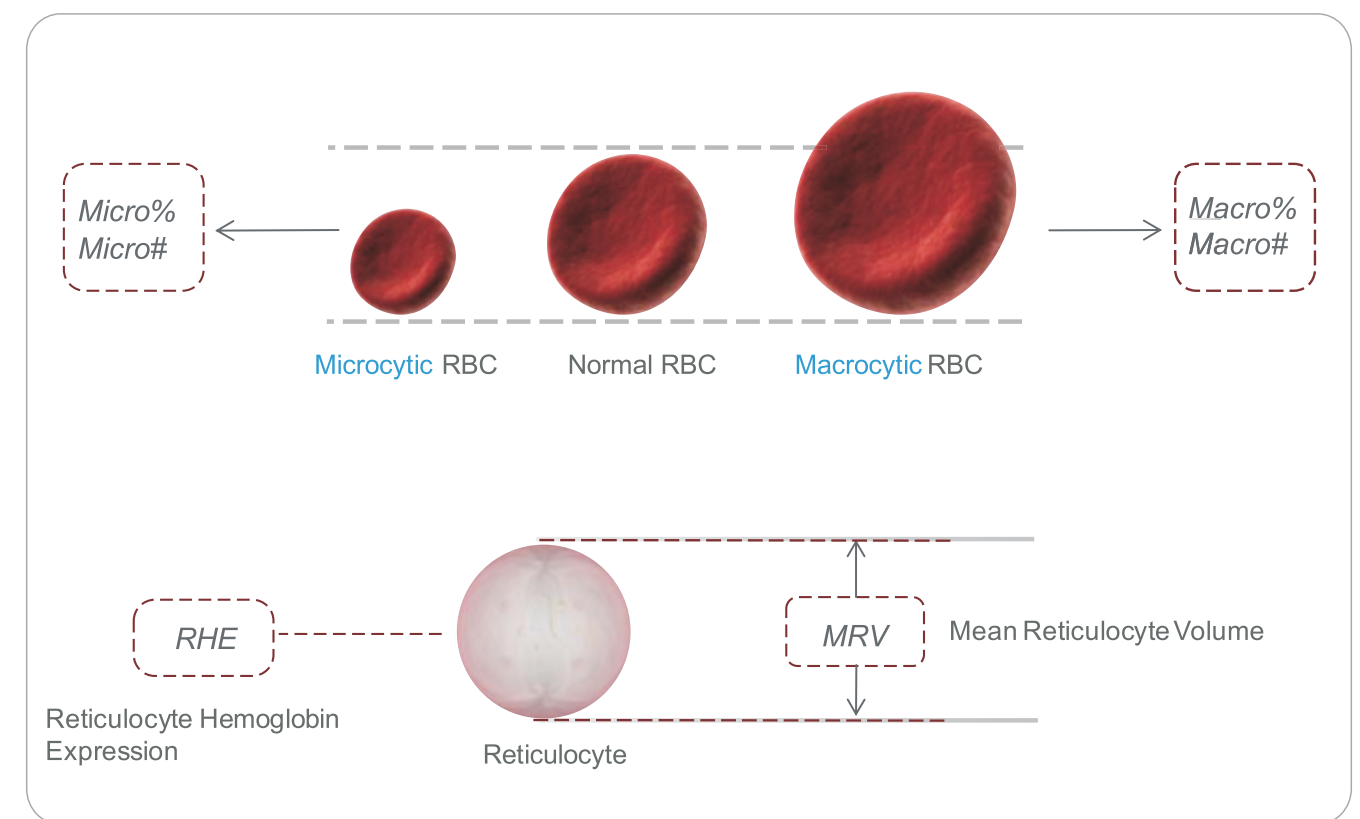 Micro%
Micro#
Macro%
Macro#
Microcytic RBC
Normal RBC
Macrocytic RBC
RHE
MRV
Mean Reticulocyte Volume
Reticulocyte Hemoglobin
Expression
Reticulocyte